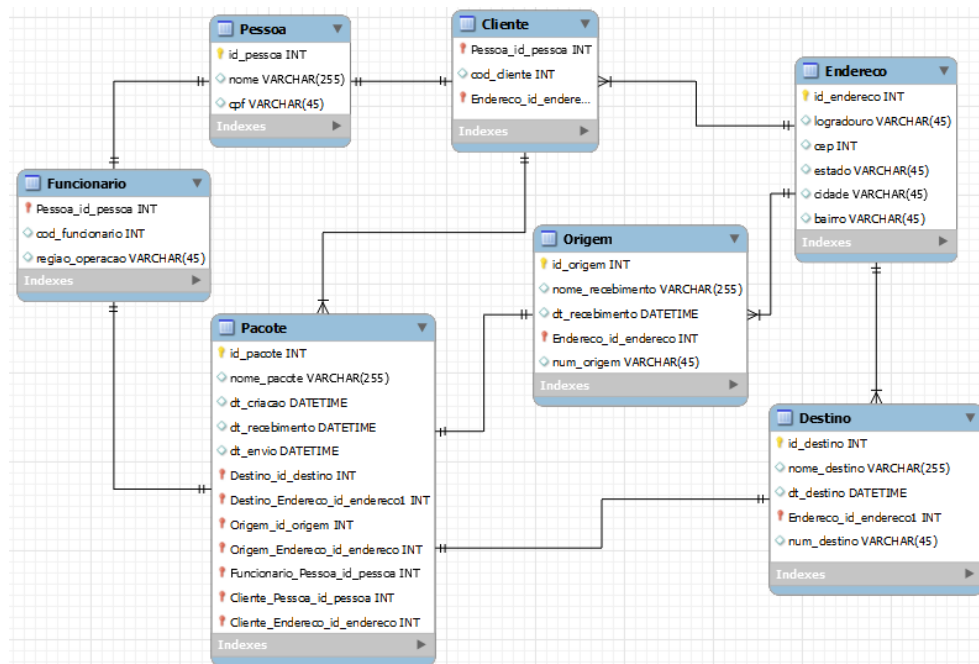 Pessoa
id_pessoa INT
nome VARCHAR(255)
cpf VARCHAR(45)
Indexes
Cliente
Pessoa_id_pessoa INT
cod_cliente INT
Endereco_id_endere...
Indexes
Endereco
id_endereco INT
logradouro VARCHAR(45)
cep INT
estado VARCHAR(45)
cidade VARCHAR(45)
bairro VARCHAR(45)
Indexes
Funcionario
Pessoa_id_pessoa INT
cod_funcionario INT
regiao_operacao VARCHAR(45)
Indexes
Origem
id_origem INT
nome_recebimento VARCHAR(255)
dt_recebimento DATETIME
Endereco_id_endereco INT
num_origem VARCHAR(45)
Indexes
Pacote
id_pacote INT
nome_pacote VARCHAR(255)
dt_criacao DATETIME
dt_recebimento DATETIME
dt_envio DATETIME
Destino_id_destino INT
Destino_Endereco_id_endereco1 INT
Origem_id_origem INT
Origem_Endereco_id_endereco INT
Funcionario_Pessoa_id_pessoa INT
Cliente_Pessoa_id_pessoa INT
Cliente_Endereco_id_endereco INT
Indexes
Destino
id_destino INT
nome_destino VARCHAR(255)
dt_destino DATETIME
Endereco_id_endereco1 INT
num_destino VARCHAR(45)
Indexes